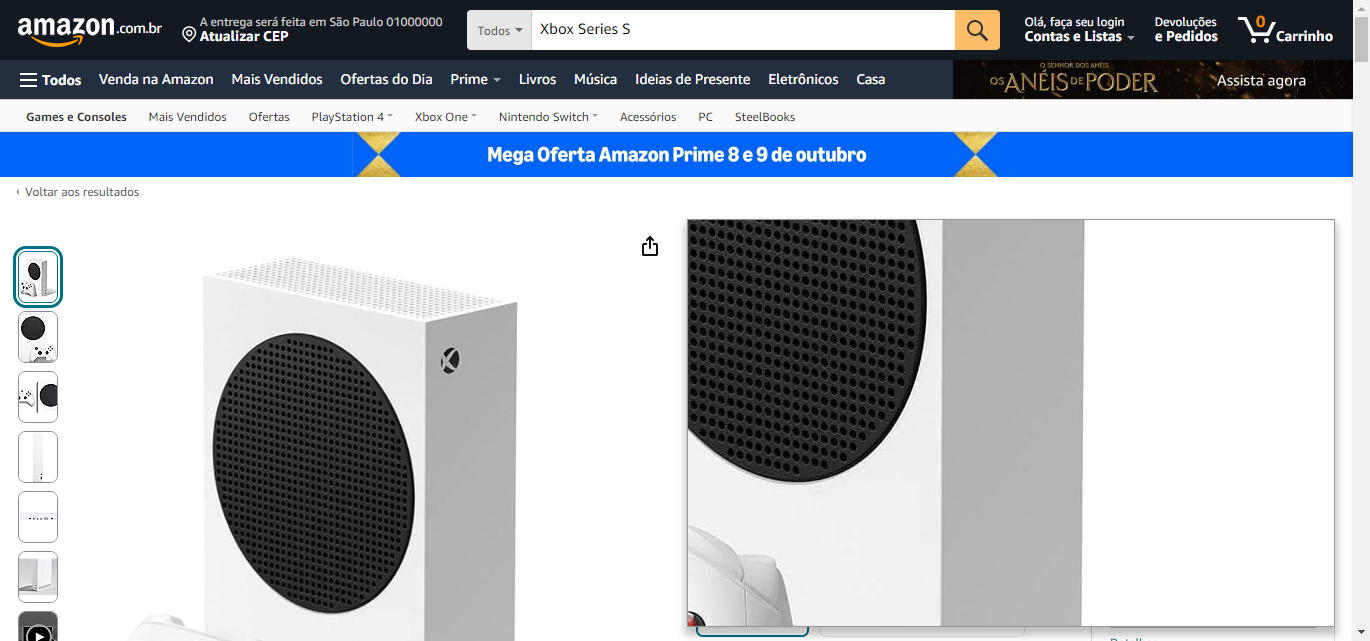 amazon.com.br
A entrega será feita em São Paulo 01000000
Atualizar CEP
Todos
Xbox Series S
Olá, faça seu login
Contas e Listas
Devoluções
e Pedidos
0
Carrinho
Todos
Venda na Amazon
Mais Vendidos
Ofertas do Dia
Prime
Livros
Música
Ideias de Presente
Eletrônicos
Casa
O SENHOR DOS ANÉIS
OS ANÉIS DE PODER
Assista agora
Games e Consoles
Mais Vendidos
Ofertas
PlayStation 4
Xbox One
Nintendo Switch
Acessórios
PC
SteelBooks
Mega Oferta Amazon Prime 8 e 9 de outubro
‹ Voltar aos resultados